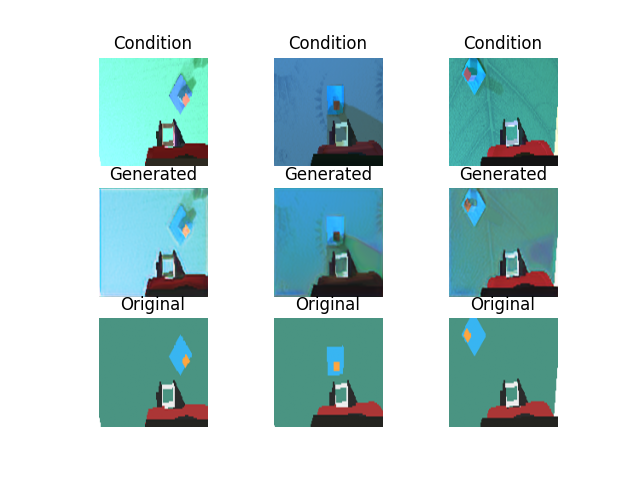 Condition Condition Condition
Generated Generated Generated
Original Original Original